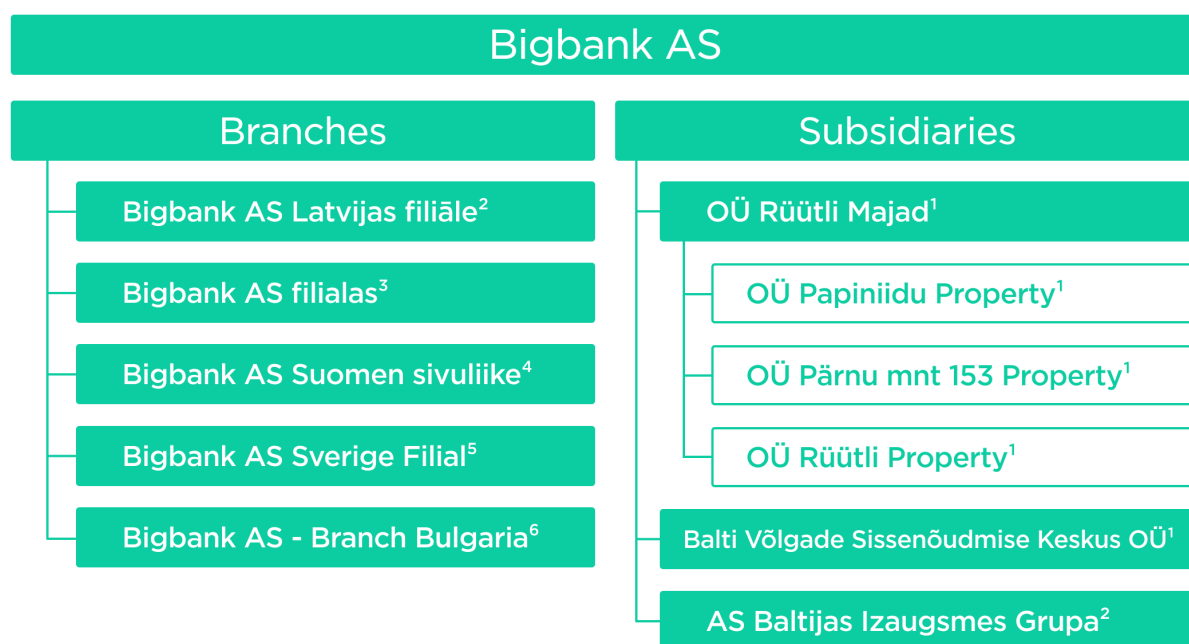 Bigbank AS
Branches
Bigbank AS Latvijas filiāle²
Bigbank AS filialas³
Bigbank AS Suomen sivuliike⁴
Bigbank AS Sverige Filial⁵
Bigbank AS - Branch Bulgaria⁶
Subsidiaries
OÜ Rüütli Majad¹
OÜ Papiniidu Property¹
OÜ Pärnu mnt 153 Property¹
OÜ Rüütli Property¹
Balti Võlgade Sissenõudmise Keskus OÜ¹
AS Baltijas Izaugsmes Grupa²